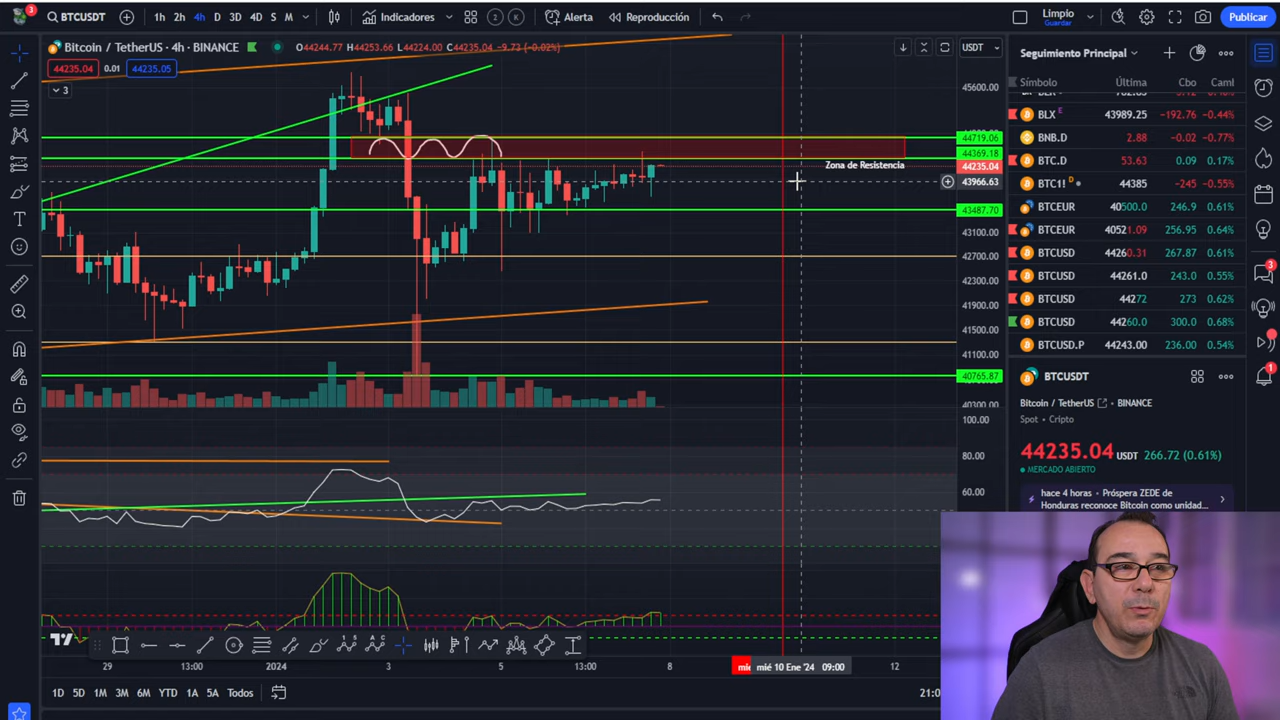 3
BTCUSDT
1h 2h 4h D 3D 4D S M
Indicadores
2 K
Alerta
Reproducción
Limpio
Guardar
Publicar
Bitcoin / TetherUS · 4h · BINANCE
O44244.77 H44253.66 L44224.00 C44235.04 -9.73 (-0.02%)
44235.04 0.01 44235.05
3
USDT
45600.00
44719.06
44369.18
44235.04
43966.63
43487.70
43100.00
42700.00
42300.00
41900.00
41500.00
41100.00
40765.87
Zona de Resistencia
100.00
80.00
60.00
29 13:00 2024 3 5 13:00 8
mié 10 Ene '24 09:00
12
1D 5D 1M 3M 6M YTD 1A 5A Todos
21:0
Seguimiento Principal
Símbolo Última Cbo Caml
BLX E 43989.25 -192.76 -0.44%
BNB.D 2.88 -0.02 -0.77%
BTC.D 53.63 0.09 0.17%
BTC1! D 44385 -245 -0.55%
BTCEUR 40500.0 246.9 0.61%
BTCEUR 40521.09 256.95 0.64%
BTCUSD 44260.31 267.87 0.61%
BTCUSD 44261.0 243.0 0.55%
BTCUSD 44272 273 0.62%
BTCUSD 44260.0 300.0 0.68%
BTCUSD.P 44243.00 236.00 0.54%
BTCUSDT
Bitcoin / TetherUS · BINANCE
Spot · Cripto
44235.04 USDT 266.72 (0.61%)
MERCADO ABIERTO
hace 4 horas · Próspera ZEDE de
Honduras reconoce Bitcoin como unidad...
3
1